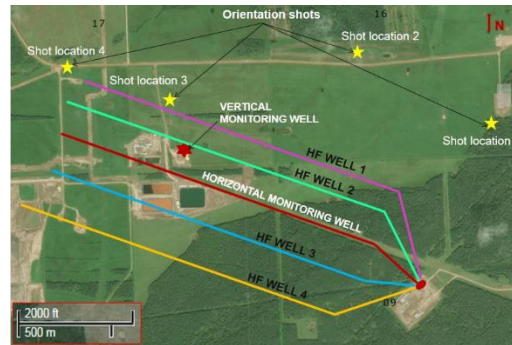 17
Orientation shots
16
N
Shot location 4
Shot location 2
Shot location 3
VERTICAL
MONITORING WELL
Shot location
HF WELL 1
HF WELL 2
HORIZONTAL MONITORING WELL
HF WELL 3
HF WELL 4
09
2000 ft
500 m